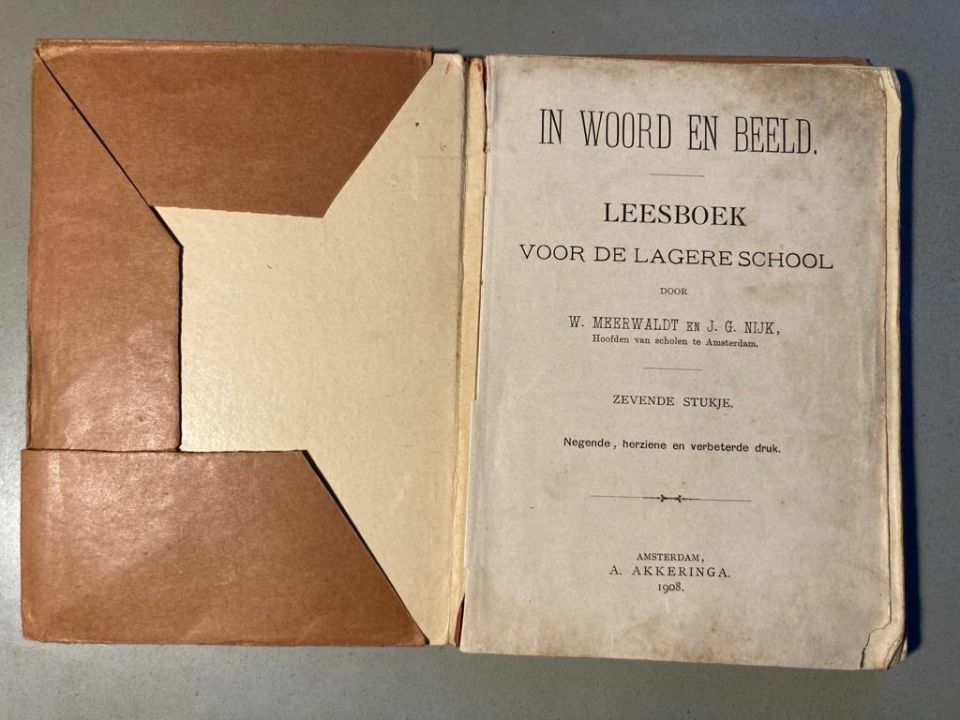 IN WOORD EN BEELD.
LEESBOEK
VOOR DE LAGERE SCHOOL
DOOR
W. MEERWALDT EN J. G. NIJK,
Hoofden van scholen te Amsterdam.
ZEVENDE STUKJE.
Negende, herziene en verbeterde druk.
AMSTERDAM,
A. AKKERINGA.
1908.